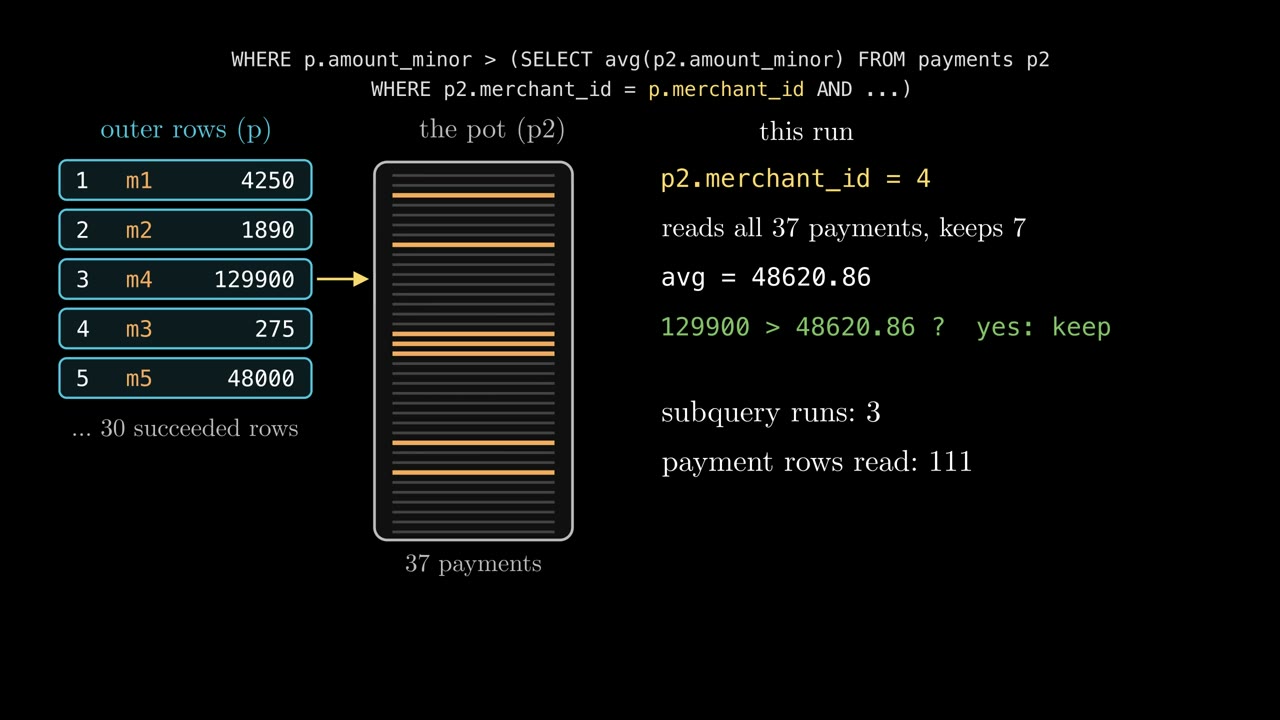 WHERE p.amount_minor > (SELECT avg(p2.amount_minor) FROM payments p2
WHERE p2.merchant_id = p.merchant_id AND ...)
outer rows (p)
1 m1 4250
2 m2 1890
3 m4 129900
4 m3 275
5 m5 48000
... 30 succeeded rows
the pot (p2)
37 payments
this run
p2.merchant_id = 4
reads all 37 payments, keeps 7
avg = 48620.86
129900 > 48620.86 ? yes: keep
subquery runs: 3
payment rows read: 111